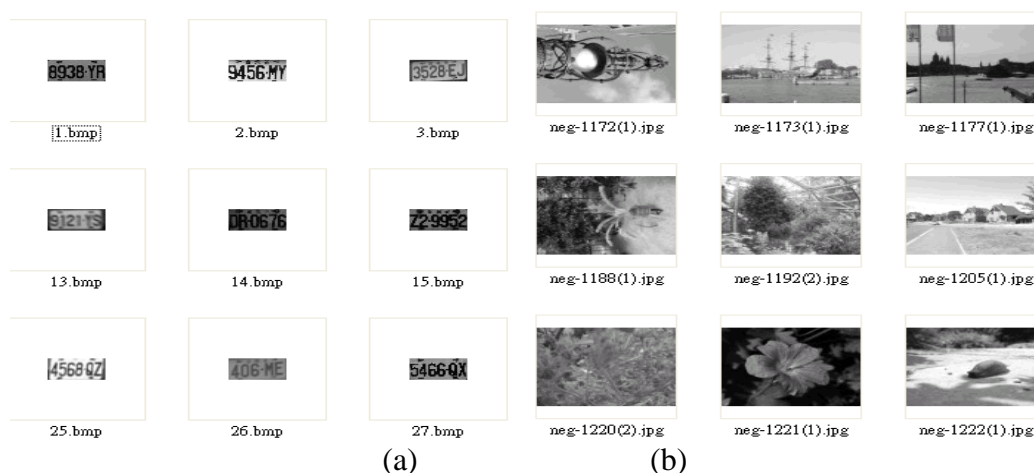 8938·YR 9456·MY 3528·EJ
1.bmp 2.bmp 3.bmp neg-1172(1).jpg neg-1173(1).jpg neg-1177(1).jpg
9121·YS DR·0676 Z2·9952
13.bmp 14.bmp 15.bmp neg-1188(1).jpg neg-1192(2).jpg neg-1205(1).jpg
4568·QZ 406·ME 5466·QX
25.bmp 26.bmp 27.bmp neg-1220(2).jpg neg-1221(1).jpg neg-1222(1).jpg
(a) (b)